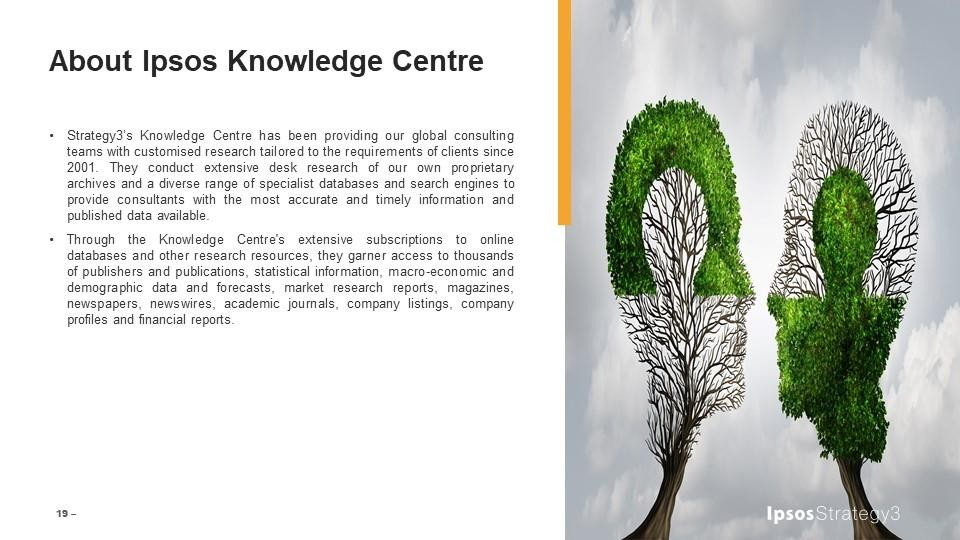 About Ipsos Knowledge Centre
• Strategy3's Knowledge Centre has been providing our global consulting
teams with customised research tailored to the requirements of clients since
2001. They conduct extensive desk research of our own proprietary
archives and a diverse range of specialist databases and search engines to
provide consultants with the most accurate and timely information and
published data available.
• Through the Knowledge Centre's extensive subscriptions to online
databases and other research resources, they garner access to thousands
of publishers and publications, statistical information, macro-economic and
demographic data and forecasts, market research reports, magazines,
newspapers, newswires, academic journals, company listings, company
profiles and financial reports.
19 –
IpsosStrategy3